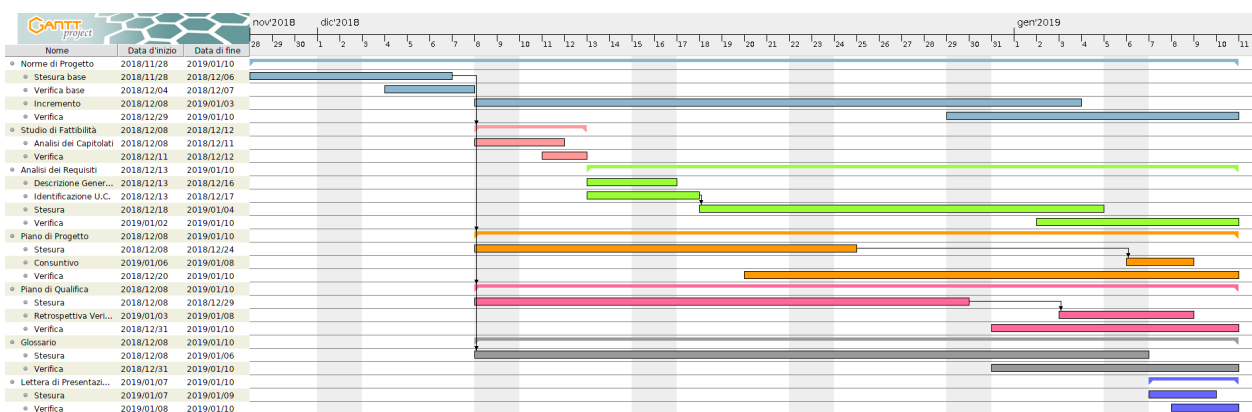 GANTT
project
nov'2018 dic'2018 gen'2019
Nome Data d'inizio Data di fine 28 29 30 1 2 3 4 5 6 7 8 9 10 11 12 13 14 15 16 17 18 19 20 21 22 23 24 25 26 27 28 29 30 31 1 2 3 4 5 6 7 8 9 10 11
Norme di Progetto 2018/11/28 2019/01/10
Stesura base 2018/11/28 2018/12/06
Verifica base 2018/12/04 2018/12/07
Incremento 2018/12/08 2019/01/03
Verifica 2018/12/29 2019/01/10
Studio di Fattibilità 2018/12/08 2018/12/12
Analisi dei Capitolati 2018/12/08 2018/12/11
Verifica 2018/12/11 2018/12/12
Analisi dei Requisiti 2018/12/13 2019/01/10
Descrizione Gener... 2018/12/13 2018/12/16
Identificazione U.C. 2018/12/13 2018/12/17
Stesura 2018/12/18 2019/01/04
Verifica 2019/01/02 2019/01/10
Piano di Progetto 2018/12/08 2019/01/10
Stesura 2018/12/08 2018/12/24
Consuntivo 2019/01/06 2019/01/08
Verifica 2018/12/20 2019/01/10
Piano di Qualifica 2018/12/08 2019/01/10
Stesura 2018/12/08 2018/12/29
Retrospettiva Veri... 2019/01/03 2019/01/08
Verifica 2018/12/31 2019/01/10
Glossario 2018/12/08 2019/01/10
Stesura 2018/12/08 2019/01/06
Verifica 2018/12/31 2019/01/10
Lettera di Presentazi... 2019/01/07 2019/01/10
Stesura 2019/01/07 2019/01/09
Verifica 2019/01/08 2019/01/10